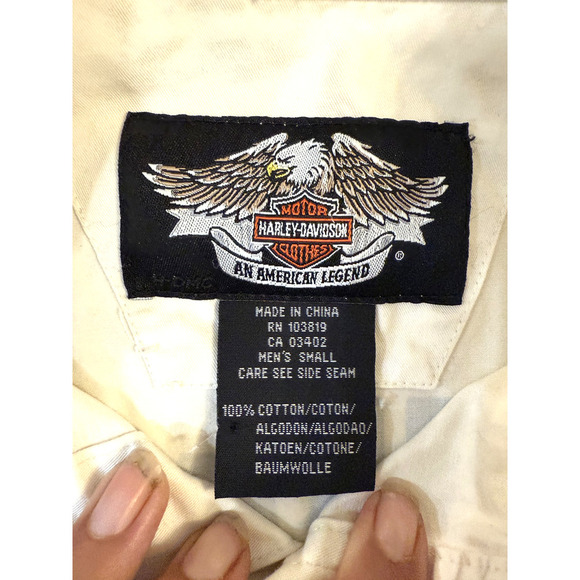 MOTOR
HARLEY-DAVIDSON
CLOTHES
AN AMERICAN LEGEND
®
H-DMC
MADE IN CHINA
RN 103819
CA 03402
MEN'S SMALL
CARE SEE SIDE SEAM
100% COTTON/COTON/
ALGODON/ALGODAO/
KATOEN/COTONE/
BAUMWOLLE